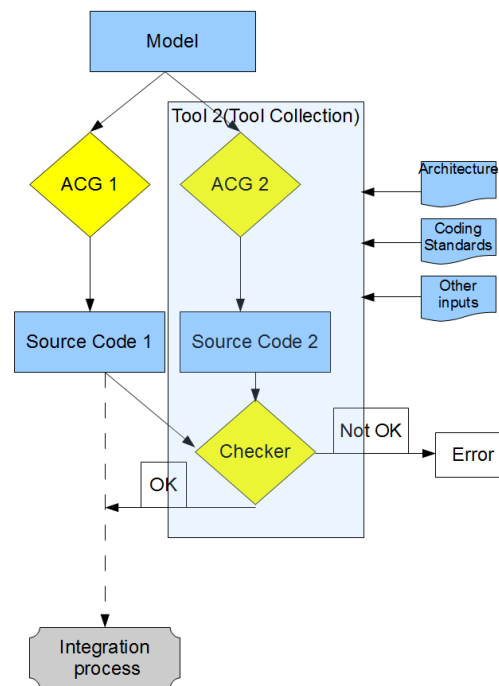 Model
Tool 2(Tool Collection)
ACG 1
ACG 2
Architecture
Coding
Standards
Other
inputs
Source Code 1
Source Code 2
Checker
Not OK
Error
OK
Integration
process